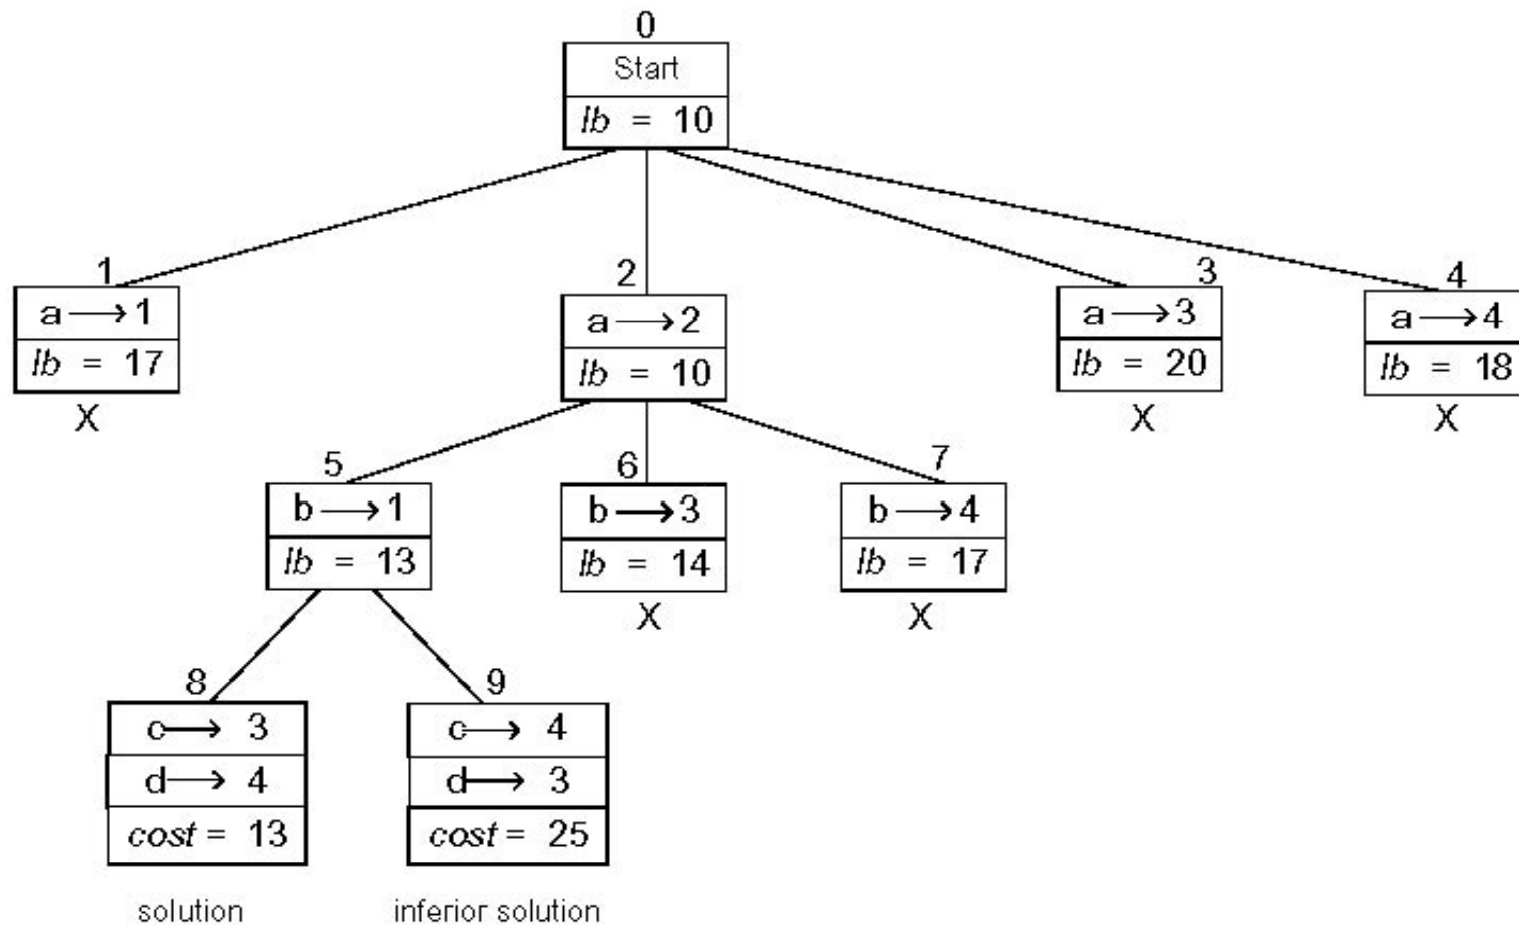 0
Start
lb = 10
1
2
3
4
a → 1
a → 2
a → 3
a → 4
lb = 17
lb = 10
lb = 20
lb = 18
X
X
X
5
6
7
b → 1
b → 3
b → 4
lb = 13
lb = 14
lb = 17
X
X
8
9
c → 3
c → 4
d → 4
d → 3
cost = 13
cost = 25
solution
inferior solution